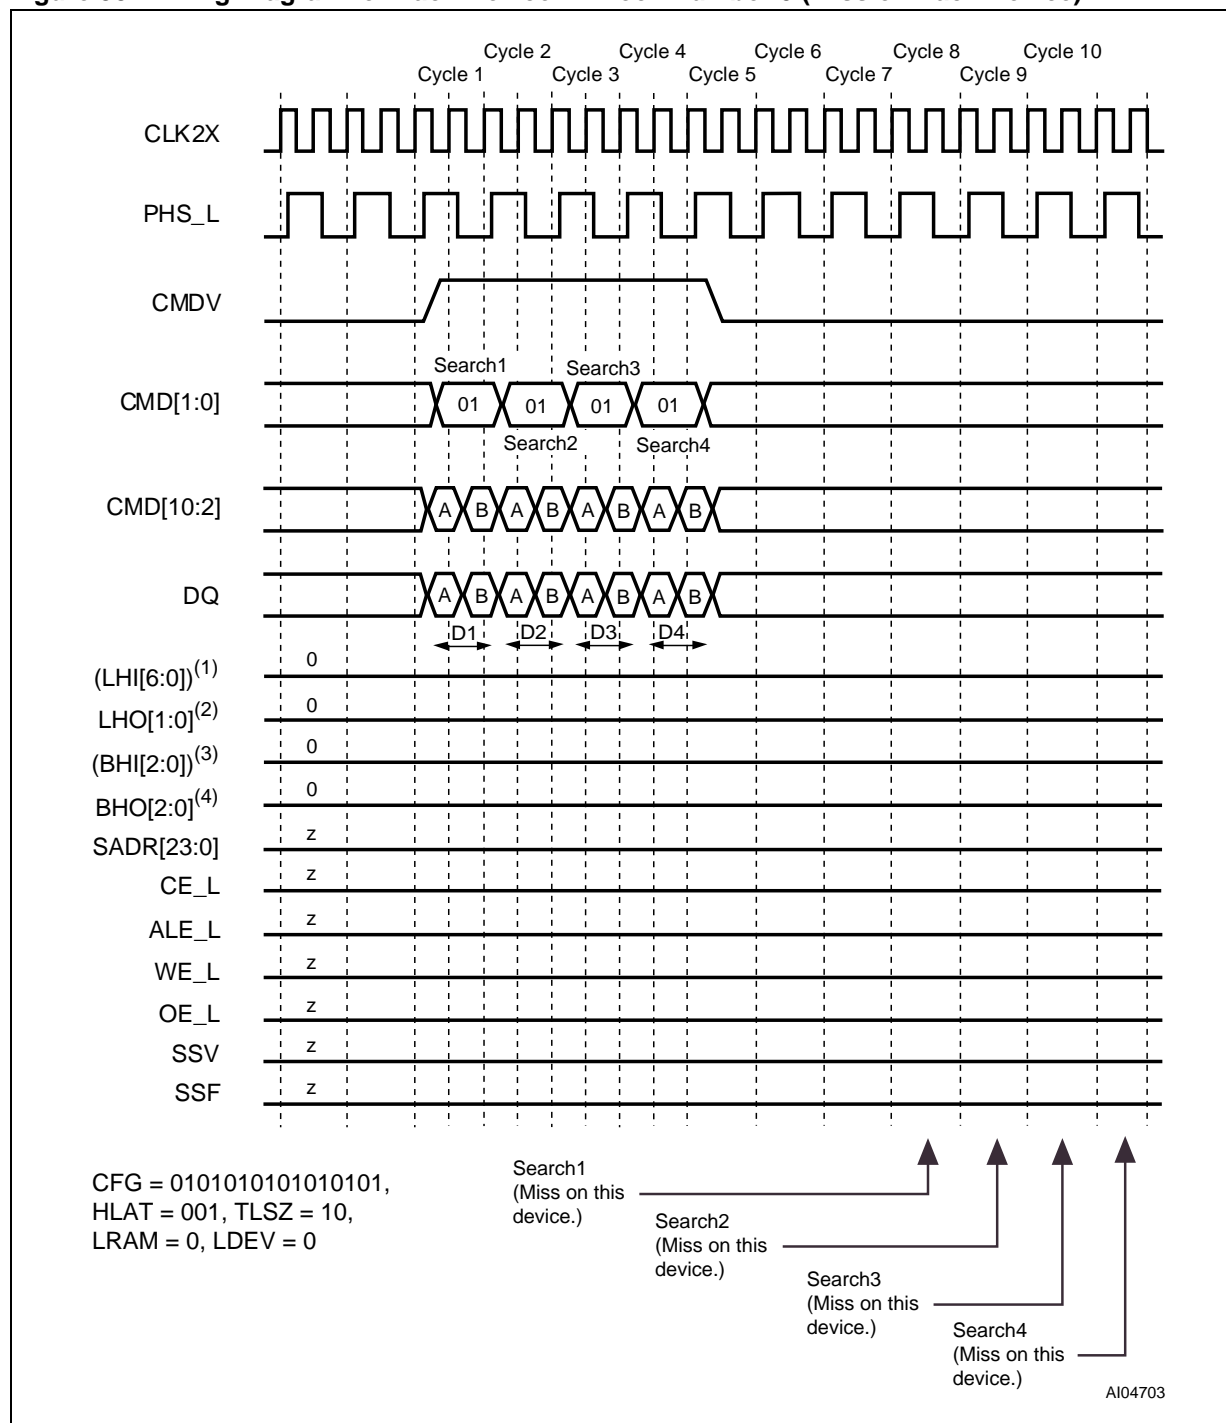 Cycle 2 Cycle 4 Cycle 6 Cycle 8 Cycle 10
Cycle 1 Cycle 3 Cycle 5 Cycle 7 Cycle 9
CLK2X
PHS_L
CMDV
Search1 Search3
CMD[1:0] 01 01 01 01
Search2 Search4
CMD[10:2] A B A B A B A B
DQ A B A B A B A B
D1 D2 D3 D4
(LHI[6:0])(1) 0
LHO[1:0](2) 0
(BHI[2:0])(3) 0
BHO[2:0](4) 0
SADR[23:0] z
CE_L z
ALE_L z
WE_L z
OE_L z
SSV z
SSF z
CFG = 0101010101010101,
HLAT = 001, TLSZ = 10,
LRAM = 0, LDEV = 0
Search1
(Miss on this
device.)
Search2
(Miss on this
device.)
Search3
(Miss on this
device.)
Search4
(Miss on this
device.)
AI04703